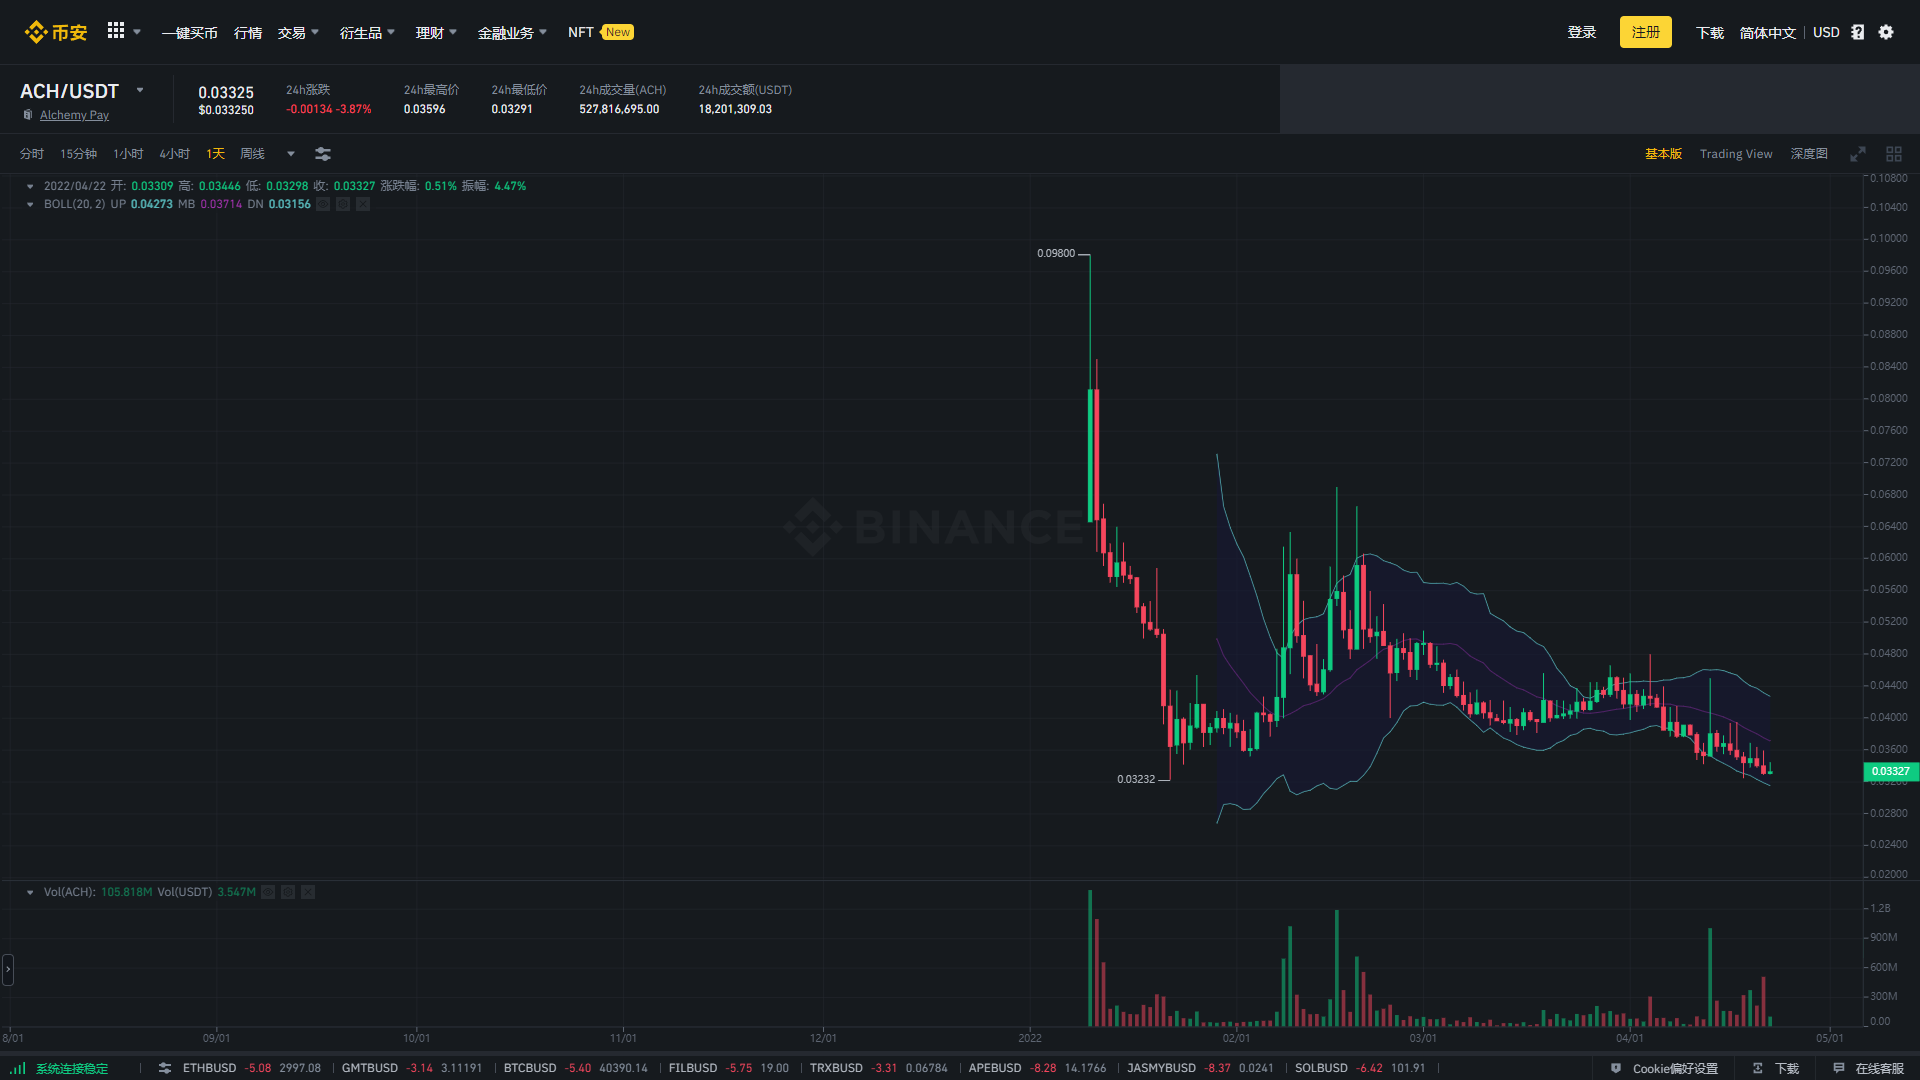 币安 一键买币 行情 交易 衍生品 理财 金融业务 NFT New 登录 注册 下载 简体中文 USD
ACH/USDT
Alchemy Pay
0.03325
$0.033250
24h涨跌
-0.00134 -3.87%
24h最高价
0.03596
24h最低价
0.03291
24h成交量(ACH)
527,816,695.00
24h成交额(USDT)
18,201,309.03
分时 15分钟 1小时 4小时 1天 周线 基本版 Trading View 深度图
2022/04/22 开: 0.03309 高: 0.03446 低: 0.03298 收: 0.03327 涨跌幅: 0.51% 振幅: 4.47%
BOLL(20, 2) UP 0.04273 MB 0.03714 DN 0.03156
0.10800
0.10400
0.10000
0.09600
0.09200
0.08800
0.08400
0.08000
0.07600
0.07200
0.06800
0.06400
0.06000
0.05600
0.05200
0.04800
0.04400
0.04000
0.03600
0.03327
0.02800
0.02400
0.02000
0.09800
BINANCE
0.03232
Vol(ACH): 105.818M Vol(USDT) 3.547M
1.2B
900M
600M
300M
0.00
8/01 09/01 10/01 11/01 12/01 2022 02/01 03/01 04/01 05/01
系统连接稳定 ETHBUSD -5.08 2997.08 GMTBUSD -3.14 3.11191 BTCBUSD -5.40 40390.14 FILBUSD -5.75 19.00 TRXBUSD -3.31 0.06784 APEBUSD -8.28 14.1766 JASMYBUSD -8.37 0.0241 SOLBUSD -6.42 101.91 Cookie偏好设置 下载 在线客服